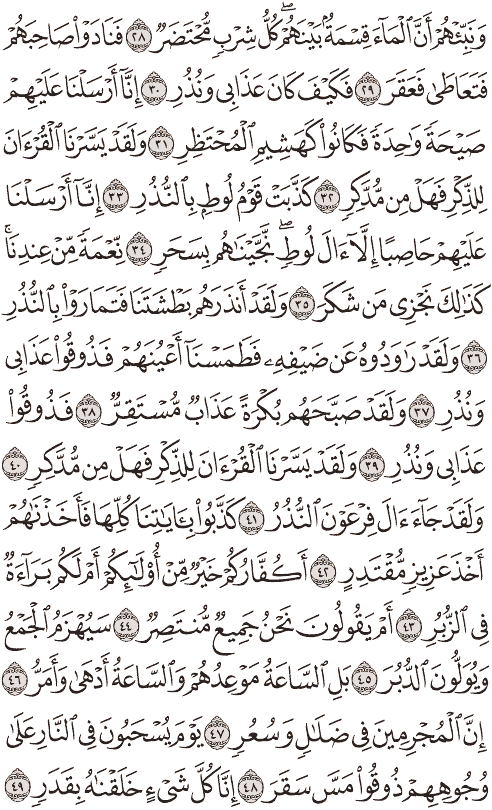 وَنَبِّئْهُمْ أَنَّ ٱلْمَآءَ قِسْمَةٌۢ بَيْنَهُمْ ۖ كُلُّ شِرْبٍ مُّحْتَضَرٌ ٢٨ فَنَادَوْا۟ صَاحِبَهُمْ
فَتَعَاطَىٰ فَعَقَرَ ٢٩ فَكَيْفَ كَانَ عَذَابِى وَنُذُرِ ٣٠ إِنَّآ أَرْسَلْنَا عَلَيْهِمْ
صَيْحَةً وَٰحِدَةً فَكَانُوا۟ كَهَشِيمِ ٱلْمُحْتَظِرِ ٣١ وَلَقَدْ يَسَّرْنَا ٱلْقُرْءَانَ
لِلذِّكْرِ فَهَلْ مِن مُّدَّكِرٍ ٣٢ كَذَّبَتْ قَوْمُ لُوطٍۭ بِٱلنُّذُرِ ٣٣ إِنَّآ أَرْسَلْنَا
عَلَيْهِمْ حَاصِبًا إِلَّآ ءَالَ لُوطٍ ۖ نَّجَّيْنَٰهُم بِسَحَرٍ ٣٤ نِّعْمَةً مِّنْ عِندِنَا ۚ
كَذَٰلِكَ نَجْزِى مَن شَكَرَ ٣٥ وَلَقَدْ أَنذَرَهُم بَطْشَتَنَا فَتَمَارَوْا۟ بِٱلنُّذُرِ
٣٦ وَلَقَدْ رَٰوَدُوهُ عَن ضَيْفِهِۦ فَطَمَسْنَآ أَعْيُنَهُمْ فَذُوقُوا۟ عَذَابِى
وَنُذُرِ ٣٧ وَلَقَدْ صَبَّحَهُم بُكْرَةً عَذَابٌ مُّسْتَقِرٌّ ٣٨ فَذُوقُوا۟
عَذَابِى وَنُذُرِ ٣٩ وَلَقَدْ يَسَّرْنَا ٱلْقُرْءَانَ لِلذِّكْرِ فَهَلْ مِن مُّدَّكِرٍ ٤٠
وَلَقَدْ جَآءَ ءَالَ فِرْعَوْنَ ٱلنُّذُرُ ٤١ كَذَّبُوا۟ بِـَٔايَٰتِنَا كُلِّهَا فَأَخَذْنَٰهُمْ
أَخْذَ عَزِيزٍ مُّقْتَدِرٍ ٤٢ أَكُفَّارُكُمْ خَيْرٌ مِّنْ أُو۟لَٰٓئِكُمْ أَمْ لَكُم بَرَآءَةٌ
فِى ٱلزُّبُرِ ٤٣ أَمْ يَقُولُونَ نَحْنُ جَمِيعٌ مُّنتَصِرٌ ٤٤ سَيُهْزَمُ ٱلْجَمْعُ
وَيُوَلُّونَ ٱلدُّبُرَ ٤٥ بَلِ ٱلسَّاعَةُ مَوْعِدُهُمْ وَٱلسَّاعَةُ أَدْهَىٰ وَأَمَرُّ ٤٦
إِنَّ ٱلْمُجْرِمِينَ فِى ضَلَٰلٍ وَسُعُرٍ ٤٧ يَوْمَ يُسْحَبُونَ فِى ٱلنَّارِ عَلَىٰ
وُجُوهِهِمْ ذُوقُوا۟ مَسَّ سَقَرَ ٤٨ إِنَّا كُلَّ شَىْءٍ خَلَقْنَٰهُ بِقَدَرٍ ٤٩